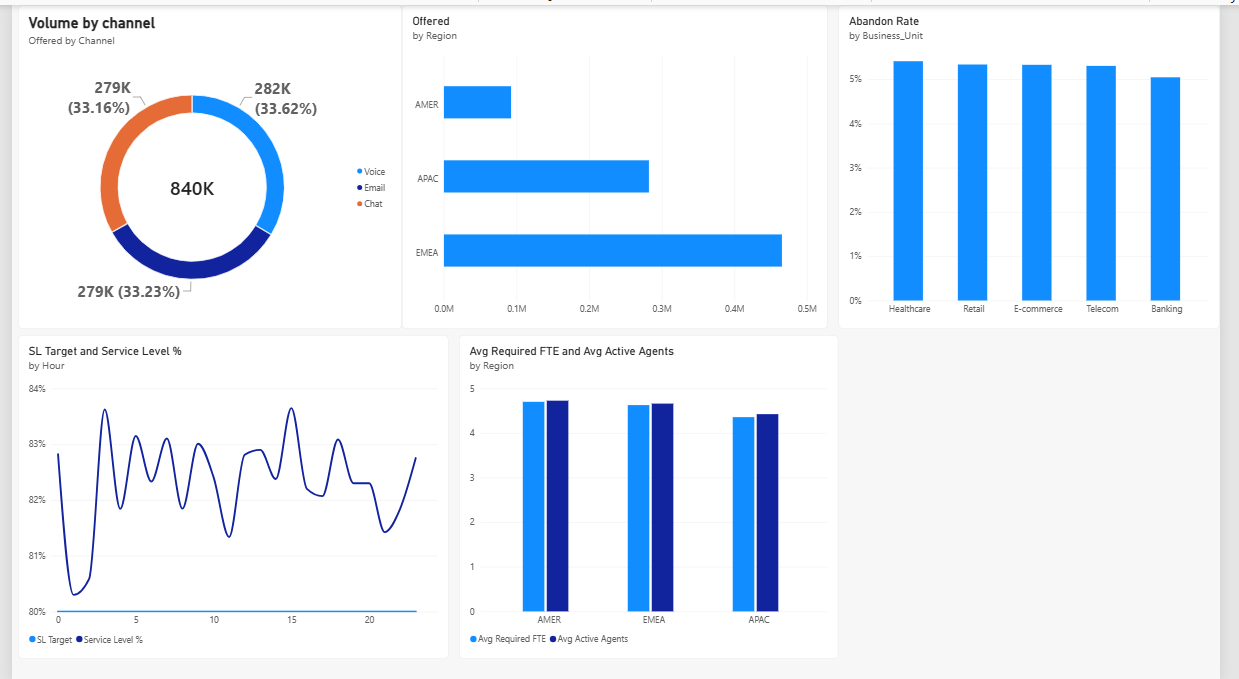 Volume by channel
Offered by Channel
279K
(33.16%)
282K
(33.62%)
840K
279K (33.23%)
Voice
Email
Chat
Offered
by Region
AMER
APAC
EMEA
0.0M 0.1M 0.2M 0.3M 0.4M 0.5M
Abandon Rate
by Business_Unit
5%
4%
3%
2%
1%
0%
Healthcare Retail E-commerce Telecom Banking
SL Target and Service Level %
by Hour
84%
83%
82%
81%
80%
0 5 10 15 20
SL Target Service Level %
Avg Required FTE and Avg Active Agents
by Region
5
4
3
2
1
0
AMER EMEA APAC
Avg Required FTE Avg Active Agents